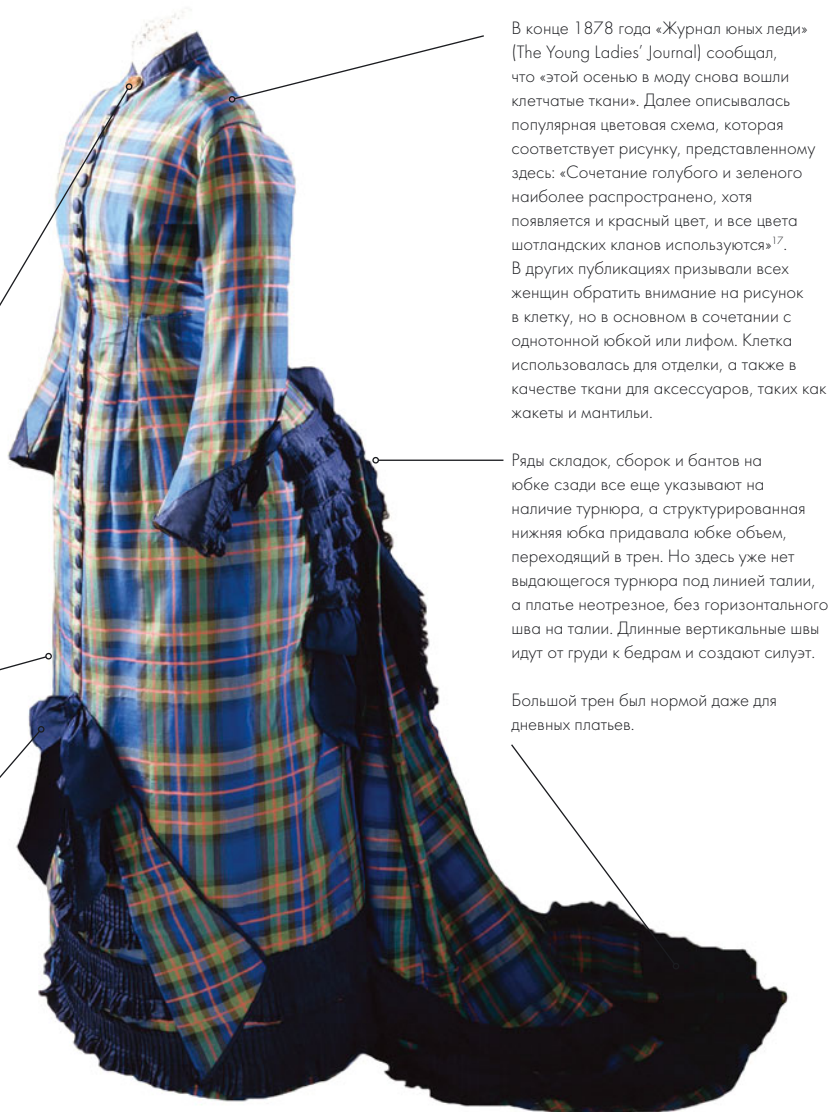 В конце 1878 года «Журнал юных леди»
(The Young Ladies’ Journal) сообщал,
что «этой осенью в моду снова вошли
клетчатые ткани». Далее описывалась
популярная цветовая схема, которая
соответствует рисунку, представленному
здесь: «Сочетание голубого и зеленого
наиболее распространено, хотя
появляется и красный цвет, и все цвета
шотландских кланов используются»¹⁷.
В других публикациях призывали всех
женщин обратить внимание на рисунок
в клетку, но в основном в сочетании с
однотонной юбкой или лифом. Клетка
использовалась для отделки, а также в
качестве ткани для аксессуаров, таких как
жакеты и мантильи.
Ряды складок, сборок и бантов на
юбке сзади все еще указывают на
наличие турнюра, а структурированная
нижняя юбка придавала юбке объем,
переходящий в трен. Но здесь уже нет
выдающегося турнюра под линией талии,
а платье неотрезное, без горизонтального
шва на талии. Длинные вертикальные швы
идут от груди к бедрам и создают силуэт.
Большой трен был нормой даже для
дневных платьев.